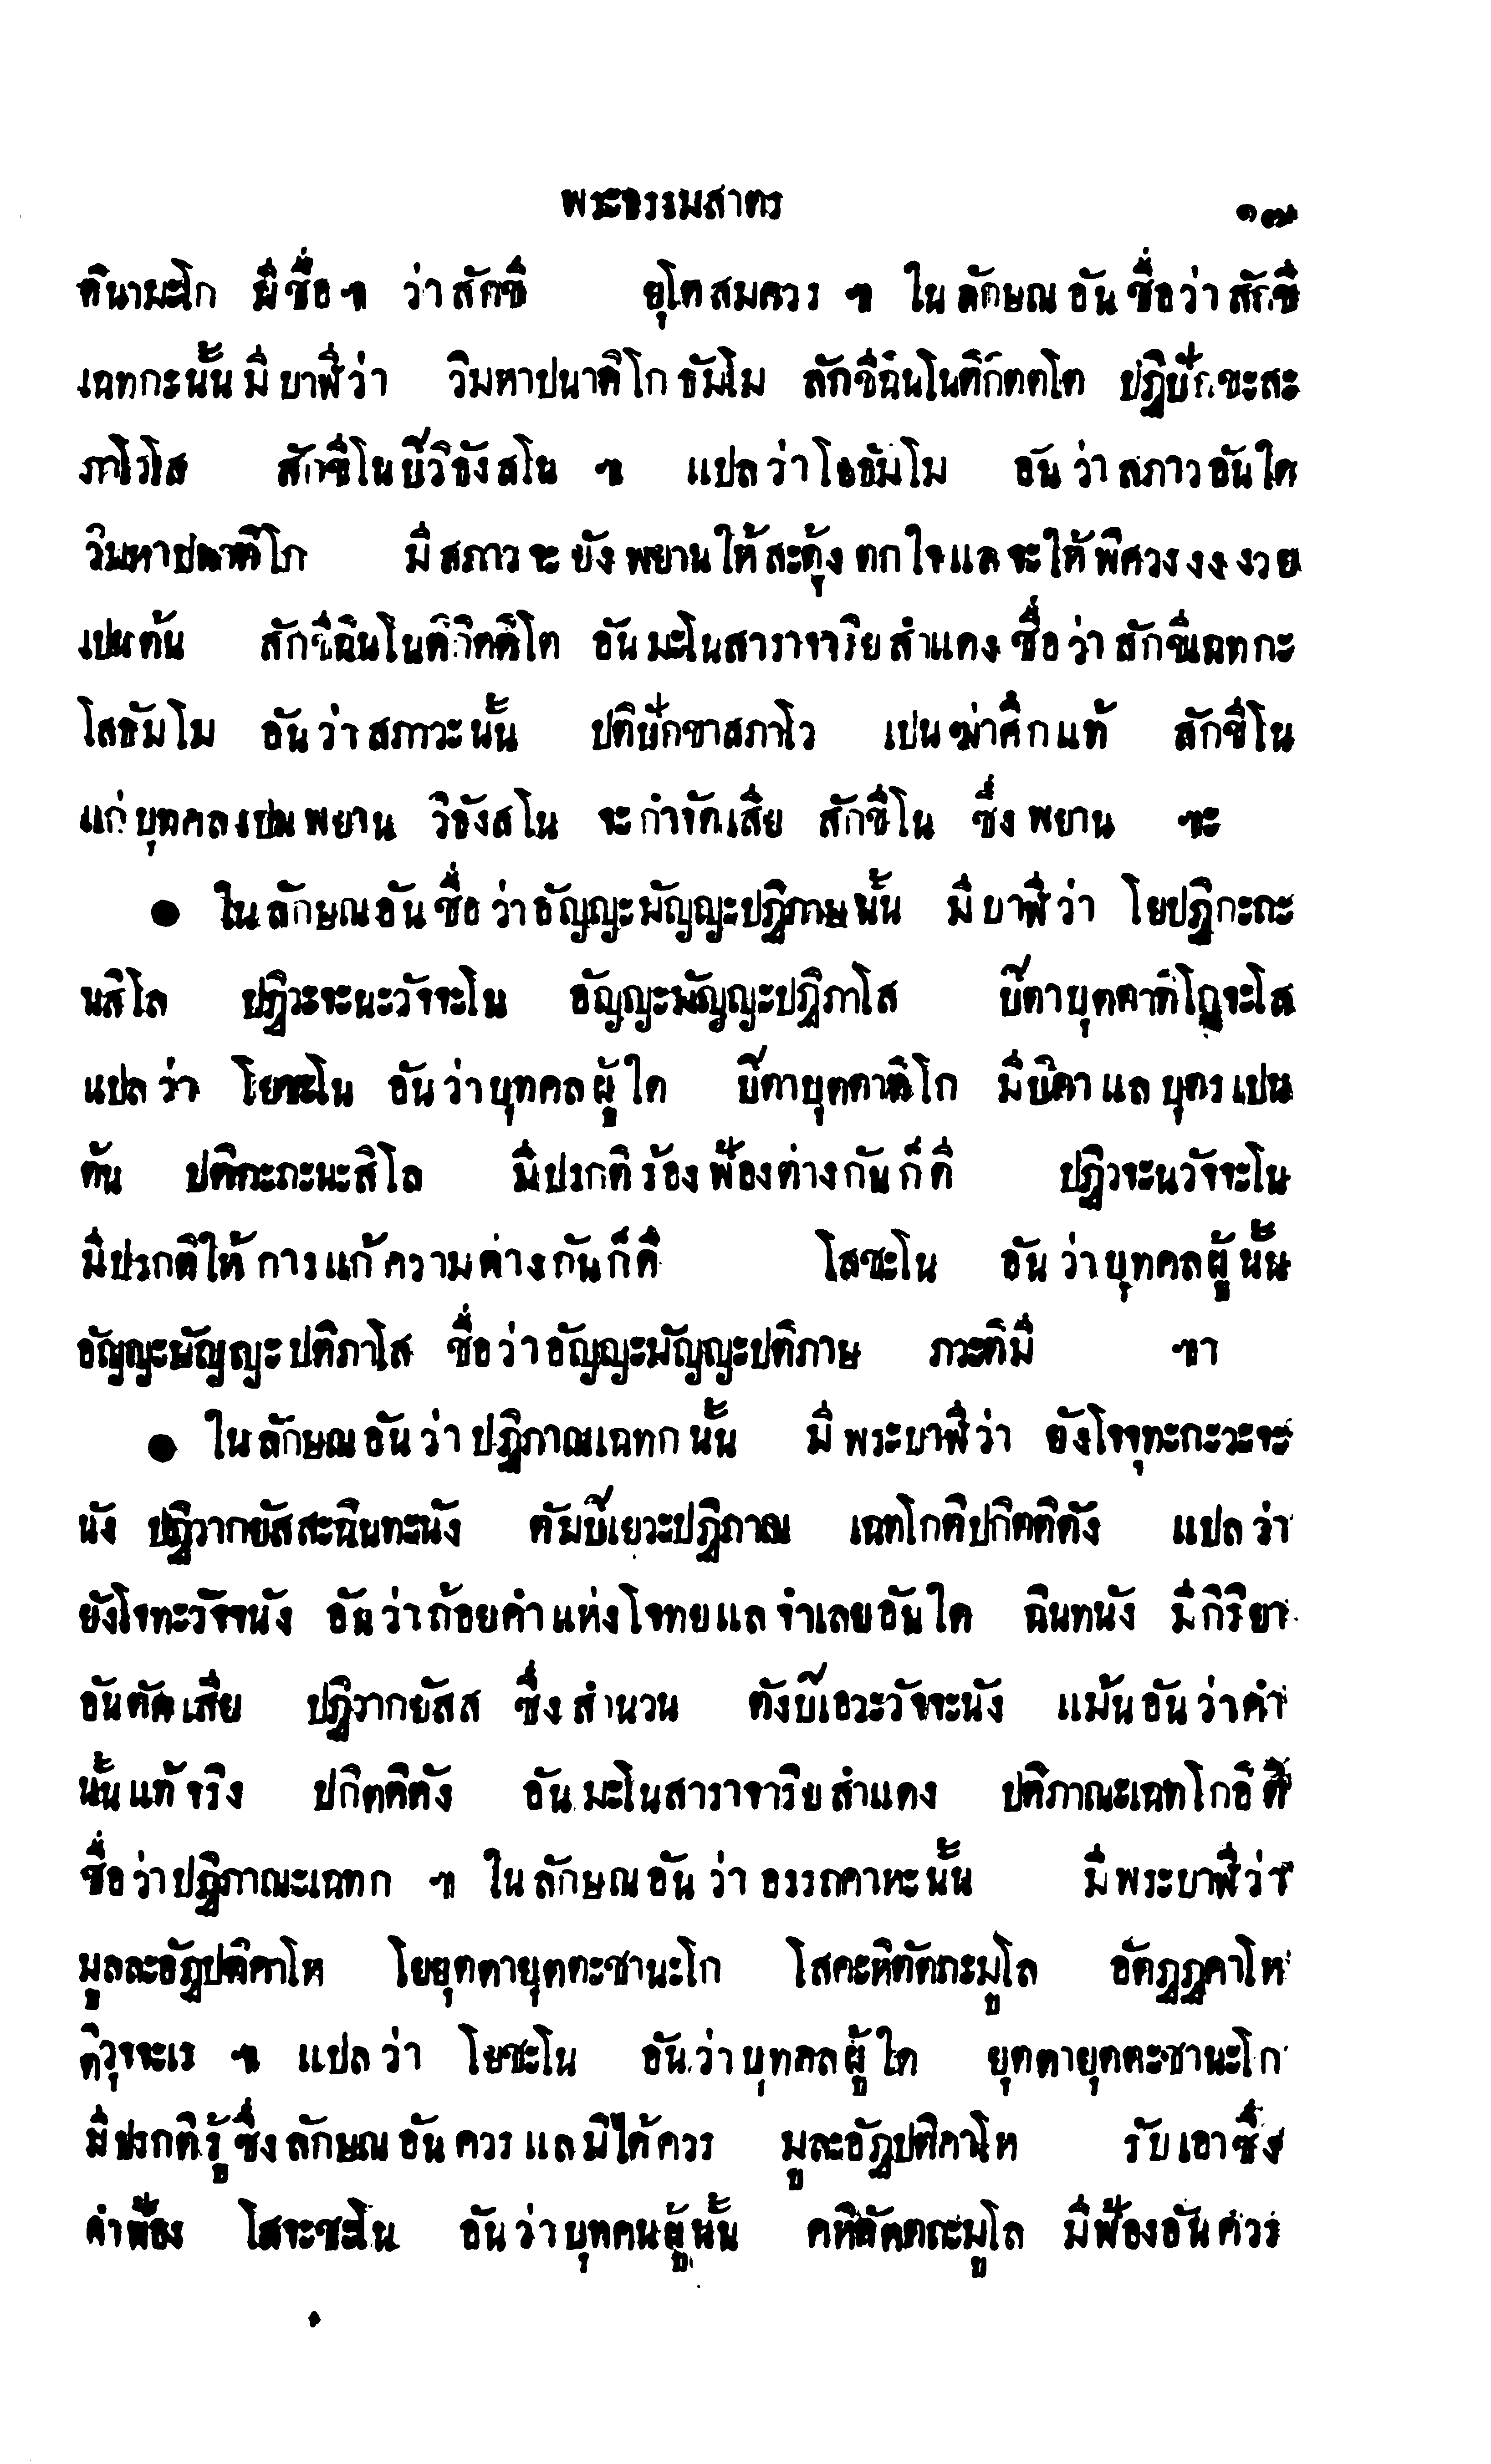 พระธรรมสาตร ๑๗
ตินามะโก มีชื่อ ฯ ว่าสักขี ยุโตสมควร ฯ ในลักษณอันชื่อว่าสักขี
เฉทกะนั้นมีบาฬีว่า วิมหาปนาทิโกธัมโม สักขีฉินโนติกิตตโต ปฏิปักขะสะ
ภาโวโส สักขีโนบีวิธังสโน ฯ แปลว่าโยธัมโม อันว่าสภาวอันใด
วิมหาปนาทิโก มีสภาวะจะยังพยานให้สะดุ้งตกใจแลจะให้พิศวงงงงวย
เปนต้น สักขีฉินโนติกิตติโต อันมะโนสาราจาริยสำแดงชื่อว่าสักขีเฉทกะ
โสธัมโม อันว่าสภาวะนั้น ปติปักขาสภาโว เปนฆ่าศึกแท้ สักขีโน
แก่บุทคลเปนพยาน วิธังสโน จะกำจัดเสีย สักขีโน ซึ่งพยาน ฯะ
● ในลักษณอันชื่อว่าอัญญะมัญญะปฏิภาษนั้น มีบาฬีว่า โยปฏิกะถะ
นสิโล ปฏิวะจะนะวัจจะโน อัญญะมัญญะปฏิภาโส บีตาบุตตาทิโกจะโส
แปลว่า โยชะโน อันว่าบุทคลผู้ใด บีตาบุตตาทิโก มีบิดาแลบุตรเปน
ต้น ปติกะถะนะสิโล มีปรกติร้องฟ้องต่างกันก็ดี ปฏิวจะนวัจจะโน
มีปรกติให้การแก้ความต่างกันก็ดี โสชะโน อันว่าบุทคลผู้นั้น
อัญญะมัญญะปติภาโส ชื่อว่าอัญญะมัญญะปติภาษ ภวะติมี ฯา
● ในลักษณอันว่าปฏิภาณเฉทกนั้น มีพระบาฬีว่า ยังโจทุะกะวะจะ
นัง ปฏิวากยัสสะฉินทะนัง ตัมบีเยวะปฏิภาณ เฉทโกติปกิตติตัง แปลว่า
ยังโจทะวัจจนัง อันว่าถ้อยคำแห่งโจทยแลจำเลยอันใด ฉินทนัง มีกิริยา
อันตัดเสีย ปฏิวากยัสส ซึ่งสำนวน ตังบีเอวะวัจจะนัง แม้นอันว่าคำ
นั้นแท้จริง ปกิตติตัง อันมะโนสาราจาริยสำแดง ปติภาณะเฉทโกอิติ
ชื่อว่าปฏิภาณะเฉทก ฯ ในลักษณอันว่าอรรถคาหะนั้น มีพระบาฬีว่า
มูลละอัฏปติคาโห โยยุตตายุตตะชานะโก โสคะหิตัตถะมูโล อัตฏฏคาโห
ติวุจจะเร ฯ แปลว่า โยชะโน อันว่าบุทคลผู้ใด ยุตตายุตตะชานะโก
มีปรกติรู้ซึ่งลักษณอันควรแลมิได้ควร มูละอัฏปติคาโห รับเอาซึ่ง
คำฟ้อง โสจะชะโน อันว่าบุทคนผู้นั้น คหิตัตถะมูโล มีฟ้องอันควร